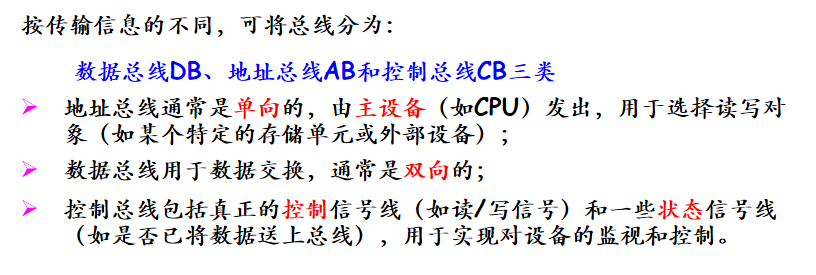 按传输信息的不同，可将总线分为：
数据总线DB、地址总线AB和控制总线CB三类
➢ 地址总线通常是单向的，由主设备（如CPU）发出，用于选择读写对
象（如某个特定的存储单元或外部设备）；
➢ 数据总线用于数据交换，通常是双向的；
➢ 控制总线包括真正的控制信号线（如读/写信号）和一些状态信号线
（如是否已将数据送上总线），用于实现对设备的监视和控制。